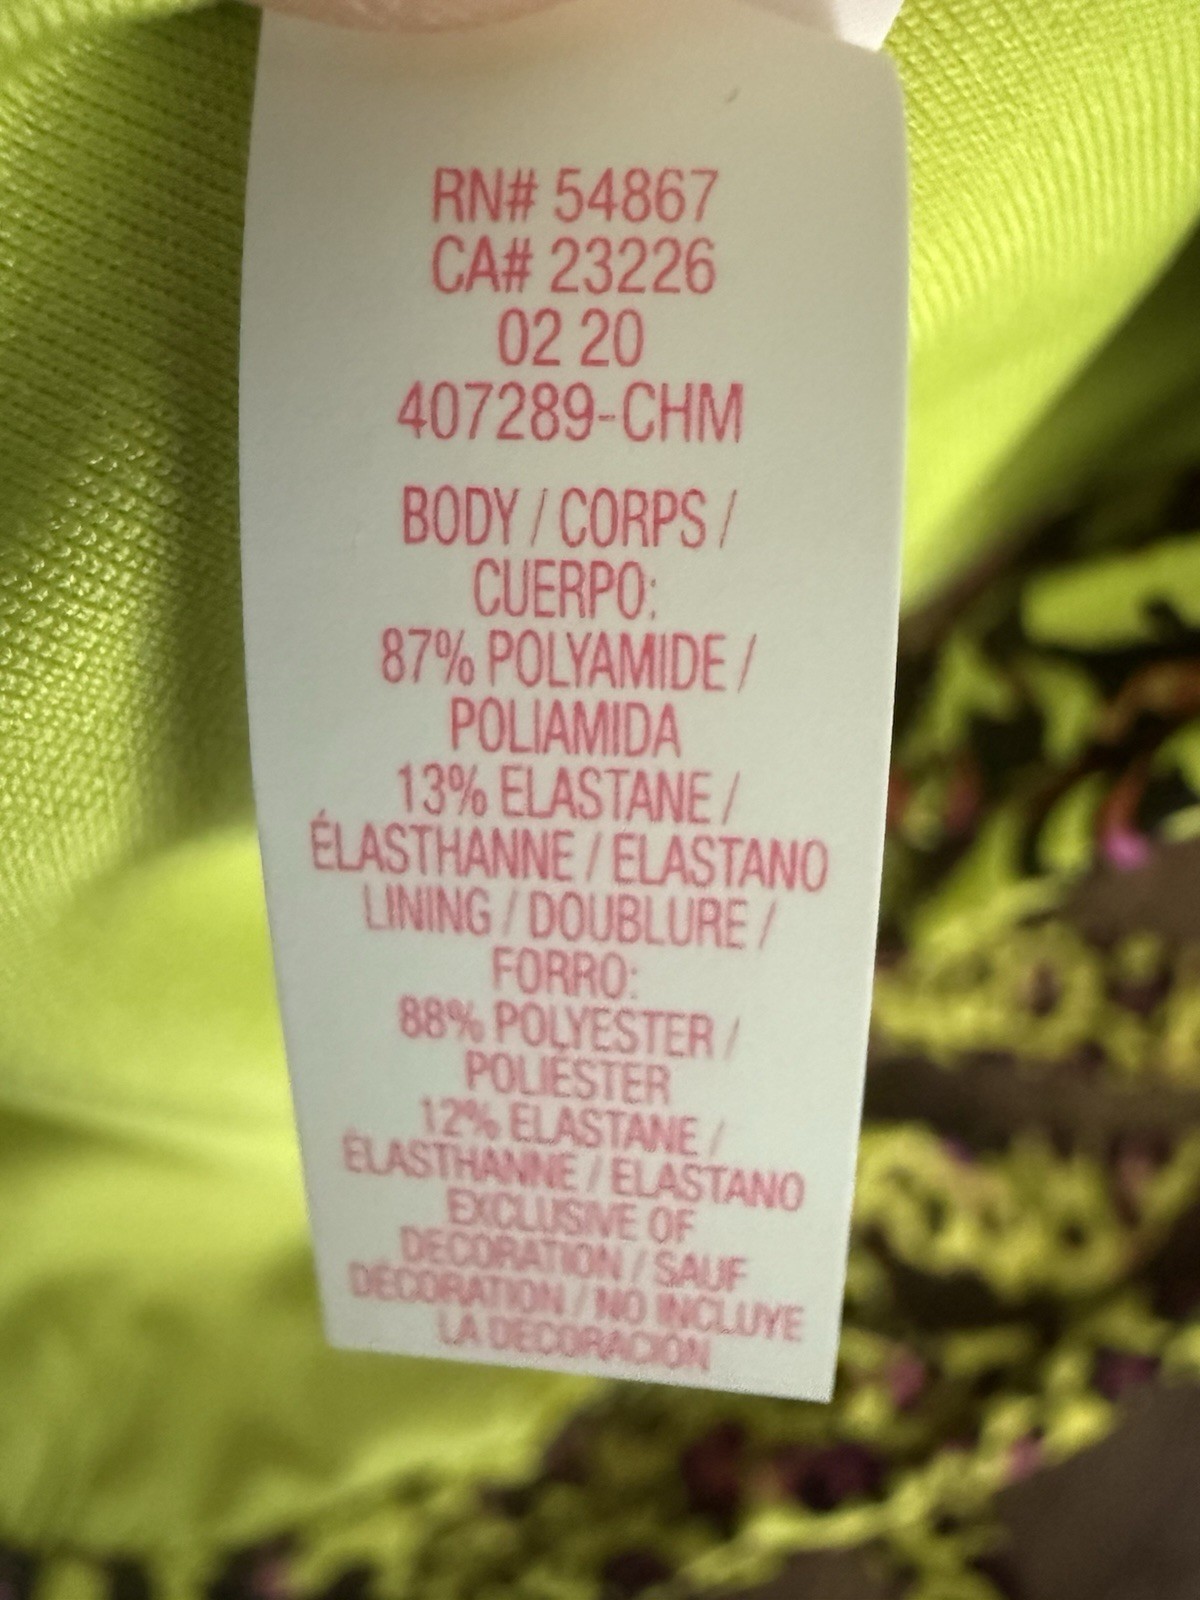 RN# 54867
CA# 23226
02 20
407289-CHM
BODY / CORPS /
CUERPO:
87% POLYAMIDE /
POLIAMIDA
13% ELASTANE /
ÉLASTHANNE / ELASTANO
LINING / DOUBLURE /
FORRO:
88% POLYESTER /
POLIÉSTER
12% ELASTANE /
ÉLASTHANNE / ELASTANO
EXCLUSIVE OF
DECORATION / SAUF
DÉCORATION / NO INCLUYE
LA DECORACIÓN